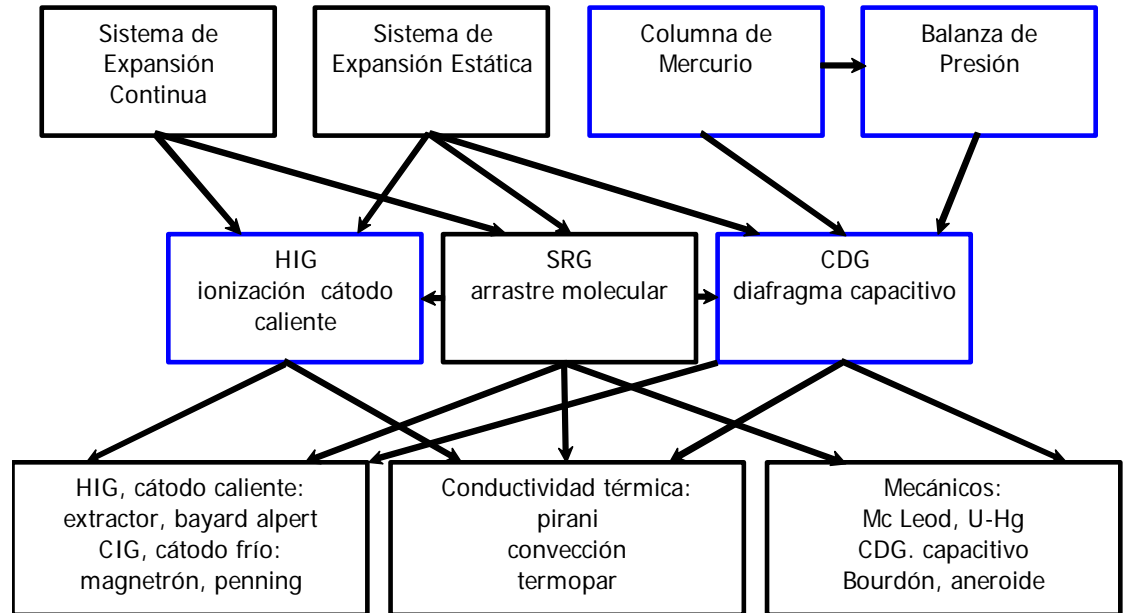 Sistema de
Expansión
Continua
Sistema de
Expansión Estática
Columna de
Mercurio
Balanza de
Presión
HIG
ionización cátodo
caliente
SRG
arrastre molecular
CDG
diafragma capacitivo
HIG, cátodo caliente:
extractor, bayard alpert
CIG, cátodo frío:
magnetrón, penning
Conductividad térmica:
pirani
convección
termopar
Mecánicos:
Mc Leod, U-Hg
CDG. capacitivo
Bourdón, aneroide